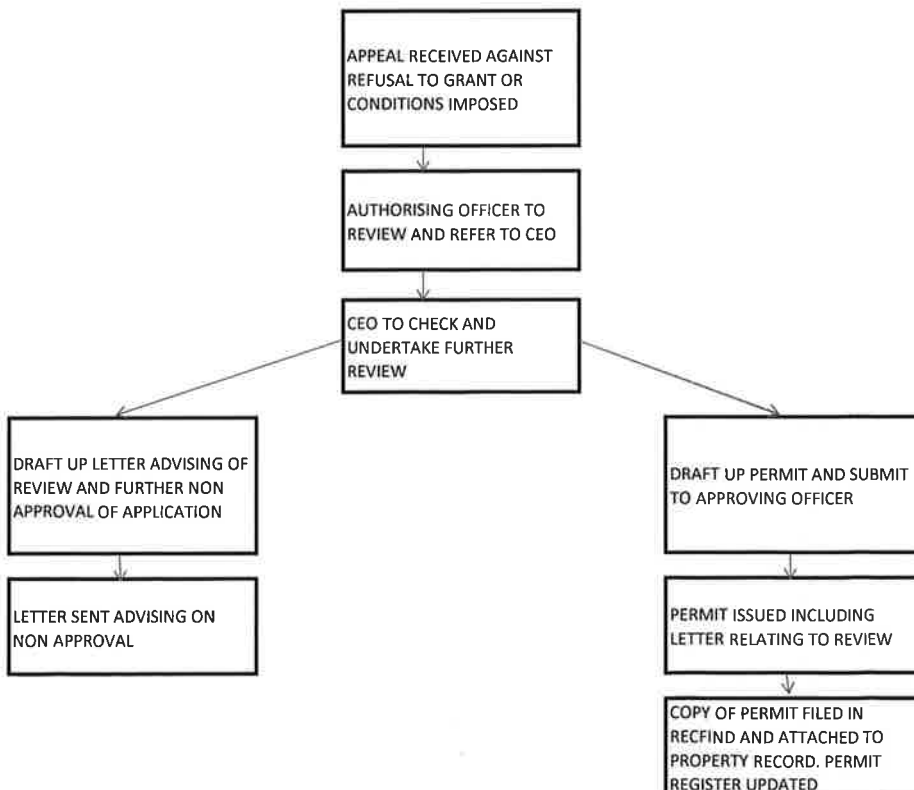 APPEAL RECEIVED AGAINST
REFUSAL TO GRANT OR
CONDITIONS IMPOSED
AUTHORISING OFFICER TO
REVIEW AND REFER TO CEO
CEO TO CHECK AND
UNDERTAKE FURTHER
REVIEW
DRAFT UP LETTER ADVISING OF
REVIEW AND FURTHER NON
APPROVAL OF APPLICATION
LETTER SENT ADVISING ON
NON APPROVAL
DRAFT UP PERMIT AND SUBMIT
TO APPROVING OFFICER
PERMIT ISSUED INCLUDING
LETTER RELATING TO REVIEW
COPY OF PERMIT FILED IN
RECFIND AND ATTACHED TO
PROPERTY RECORD. PERMIT
REGISTER UPDATED